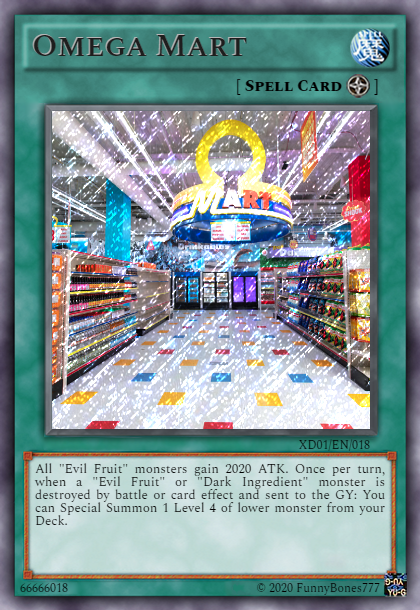 Omega Mart
[ Spell Card ]
MART
XD01/EN/018
All "Evil Fruit" monsters gain 2020 ATK. Once per turn,
when a "Evil Fruit" or "Dark Ingredient" monster is
destroyed by battle or card effect and sent to the GY: You
can Special Summon 1 Level 4 of lower monster from your
Deck.
66666018
© 2020 FunnyBones777